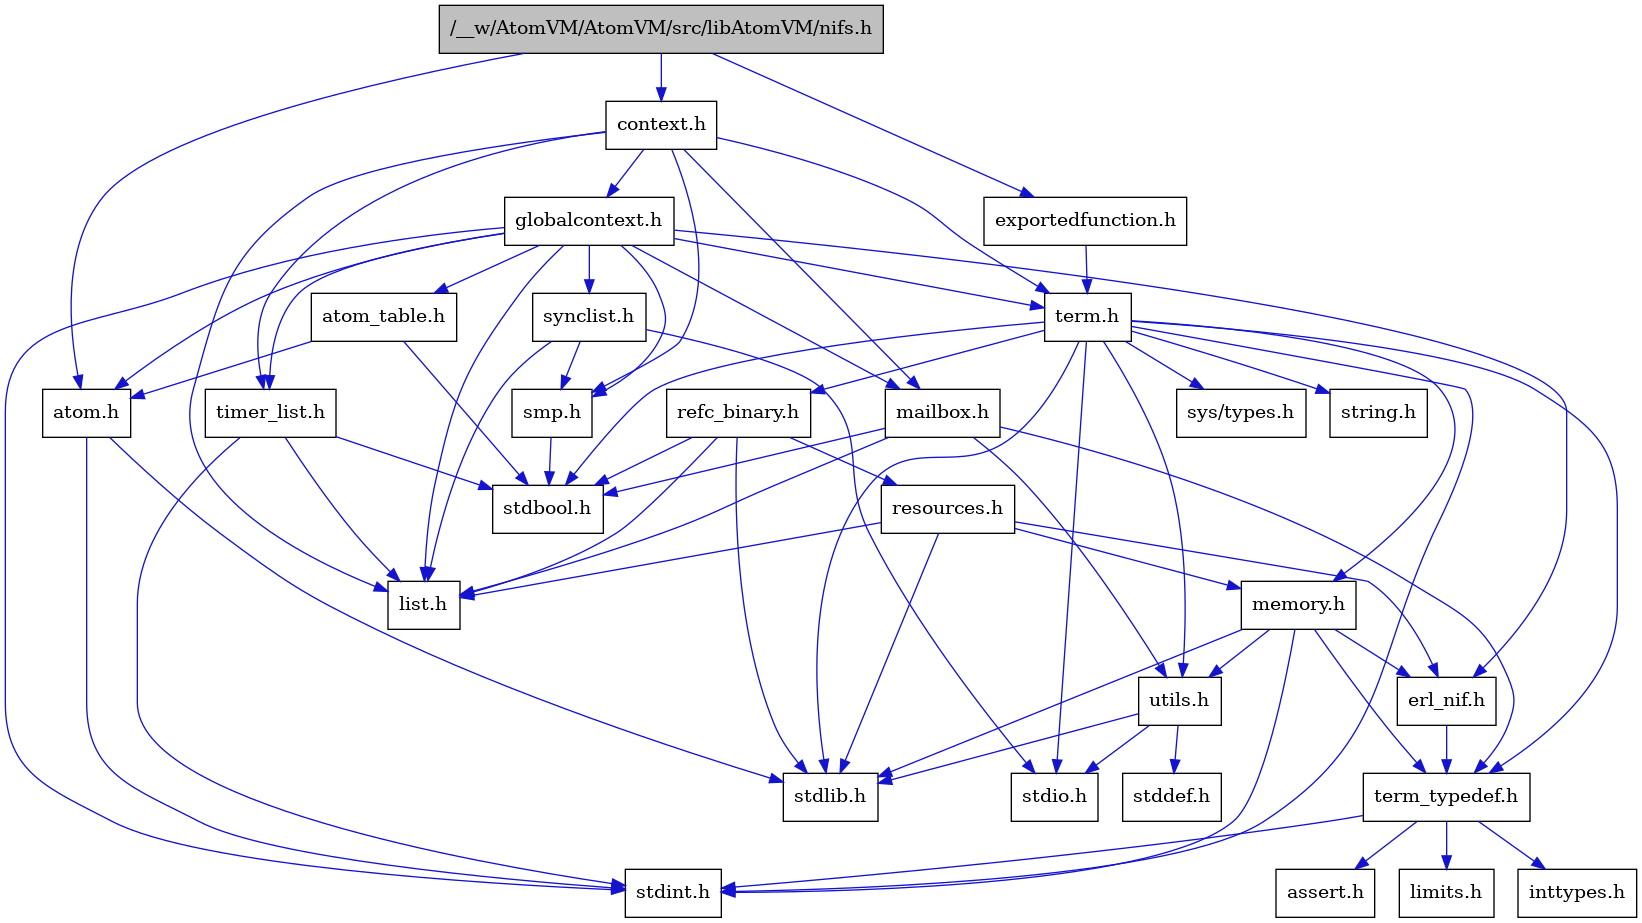 /__w/AtomVM/AtomVM/src/libAtomVM/nifs.h
context.h
globalcontext.h
exportedfunction.h
atom_table.h
synclist.h
term.h
atom.h
timer_list.h
smp.h
refc_binary.h
mailbox.h
sys/types.h
string.h
stdbool.h
resources.h
list.h
memory.h
utils.h
erl_nif.h
stdlib.h
stdio.h
stddef.h
term_typedef.h
stdint.h
assert.h
limits.h
inttypes.h